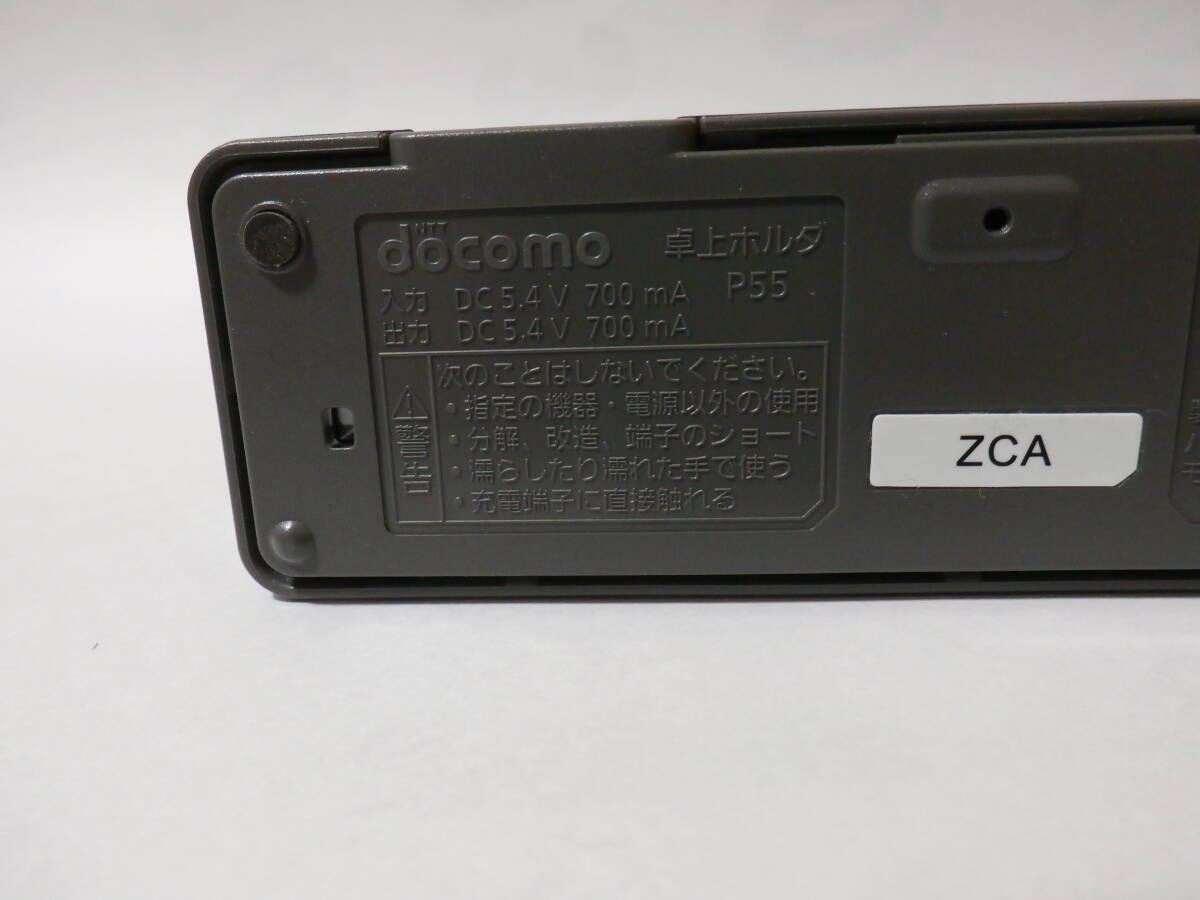 NTT
docomo 卓上ホルダ
入力 DC 5.4 V 700 mA P55
出力 DC 5.4 V 700 mA
警告
次のことはしないでください。
・指定の機器・電源以外の使用
・分解、改造、端子のショート
・濡らしたり濡れた手で使う
・充電端子に直接触れる
ZCA